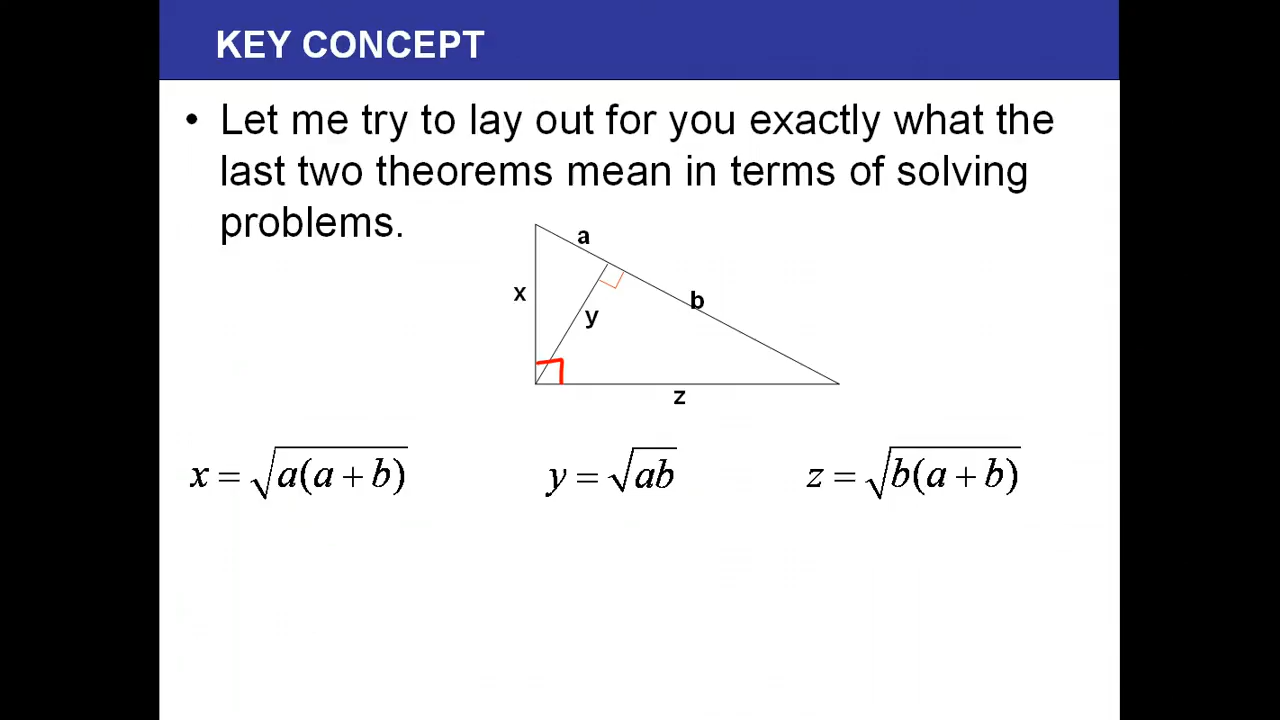 KEY CONCEPT
• Let me try to lay out for you exactly what the
last two theorems mean in terms of solving
problems.
a
x
b
y
z
x = √a(a + b) y = √ab z = √b(a + b)